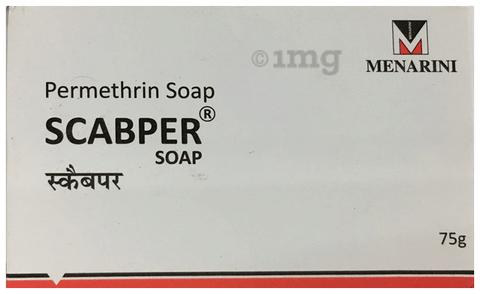 ©1mg
MENARINI
Permethrin Soap
SCABPER®
SOAP
स्कैबपर
75g